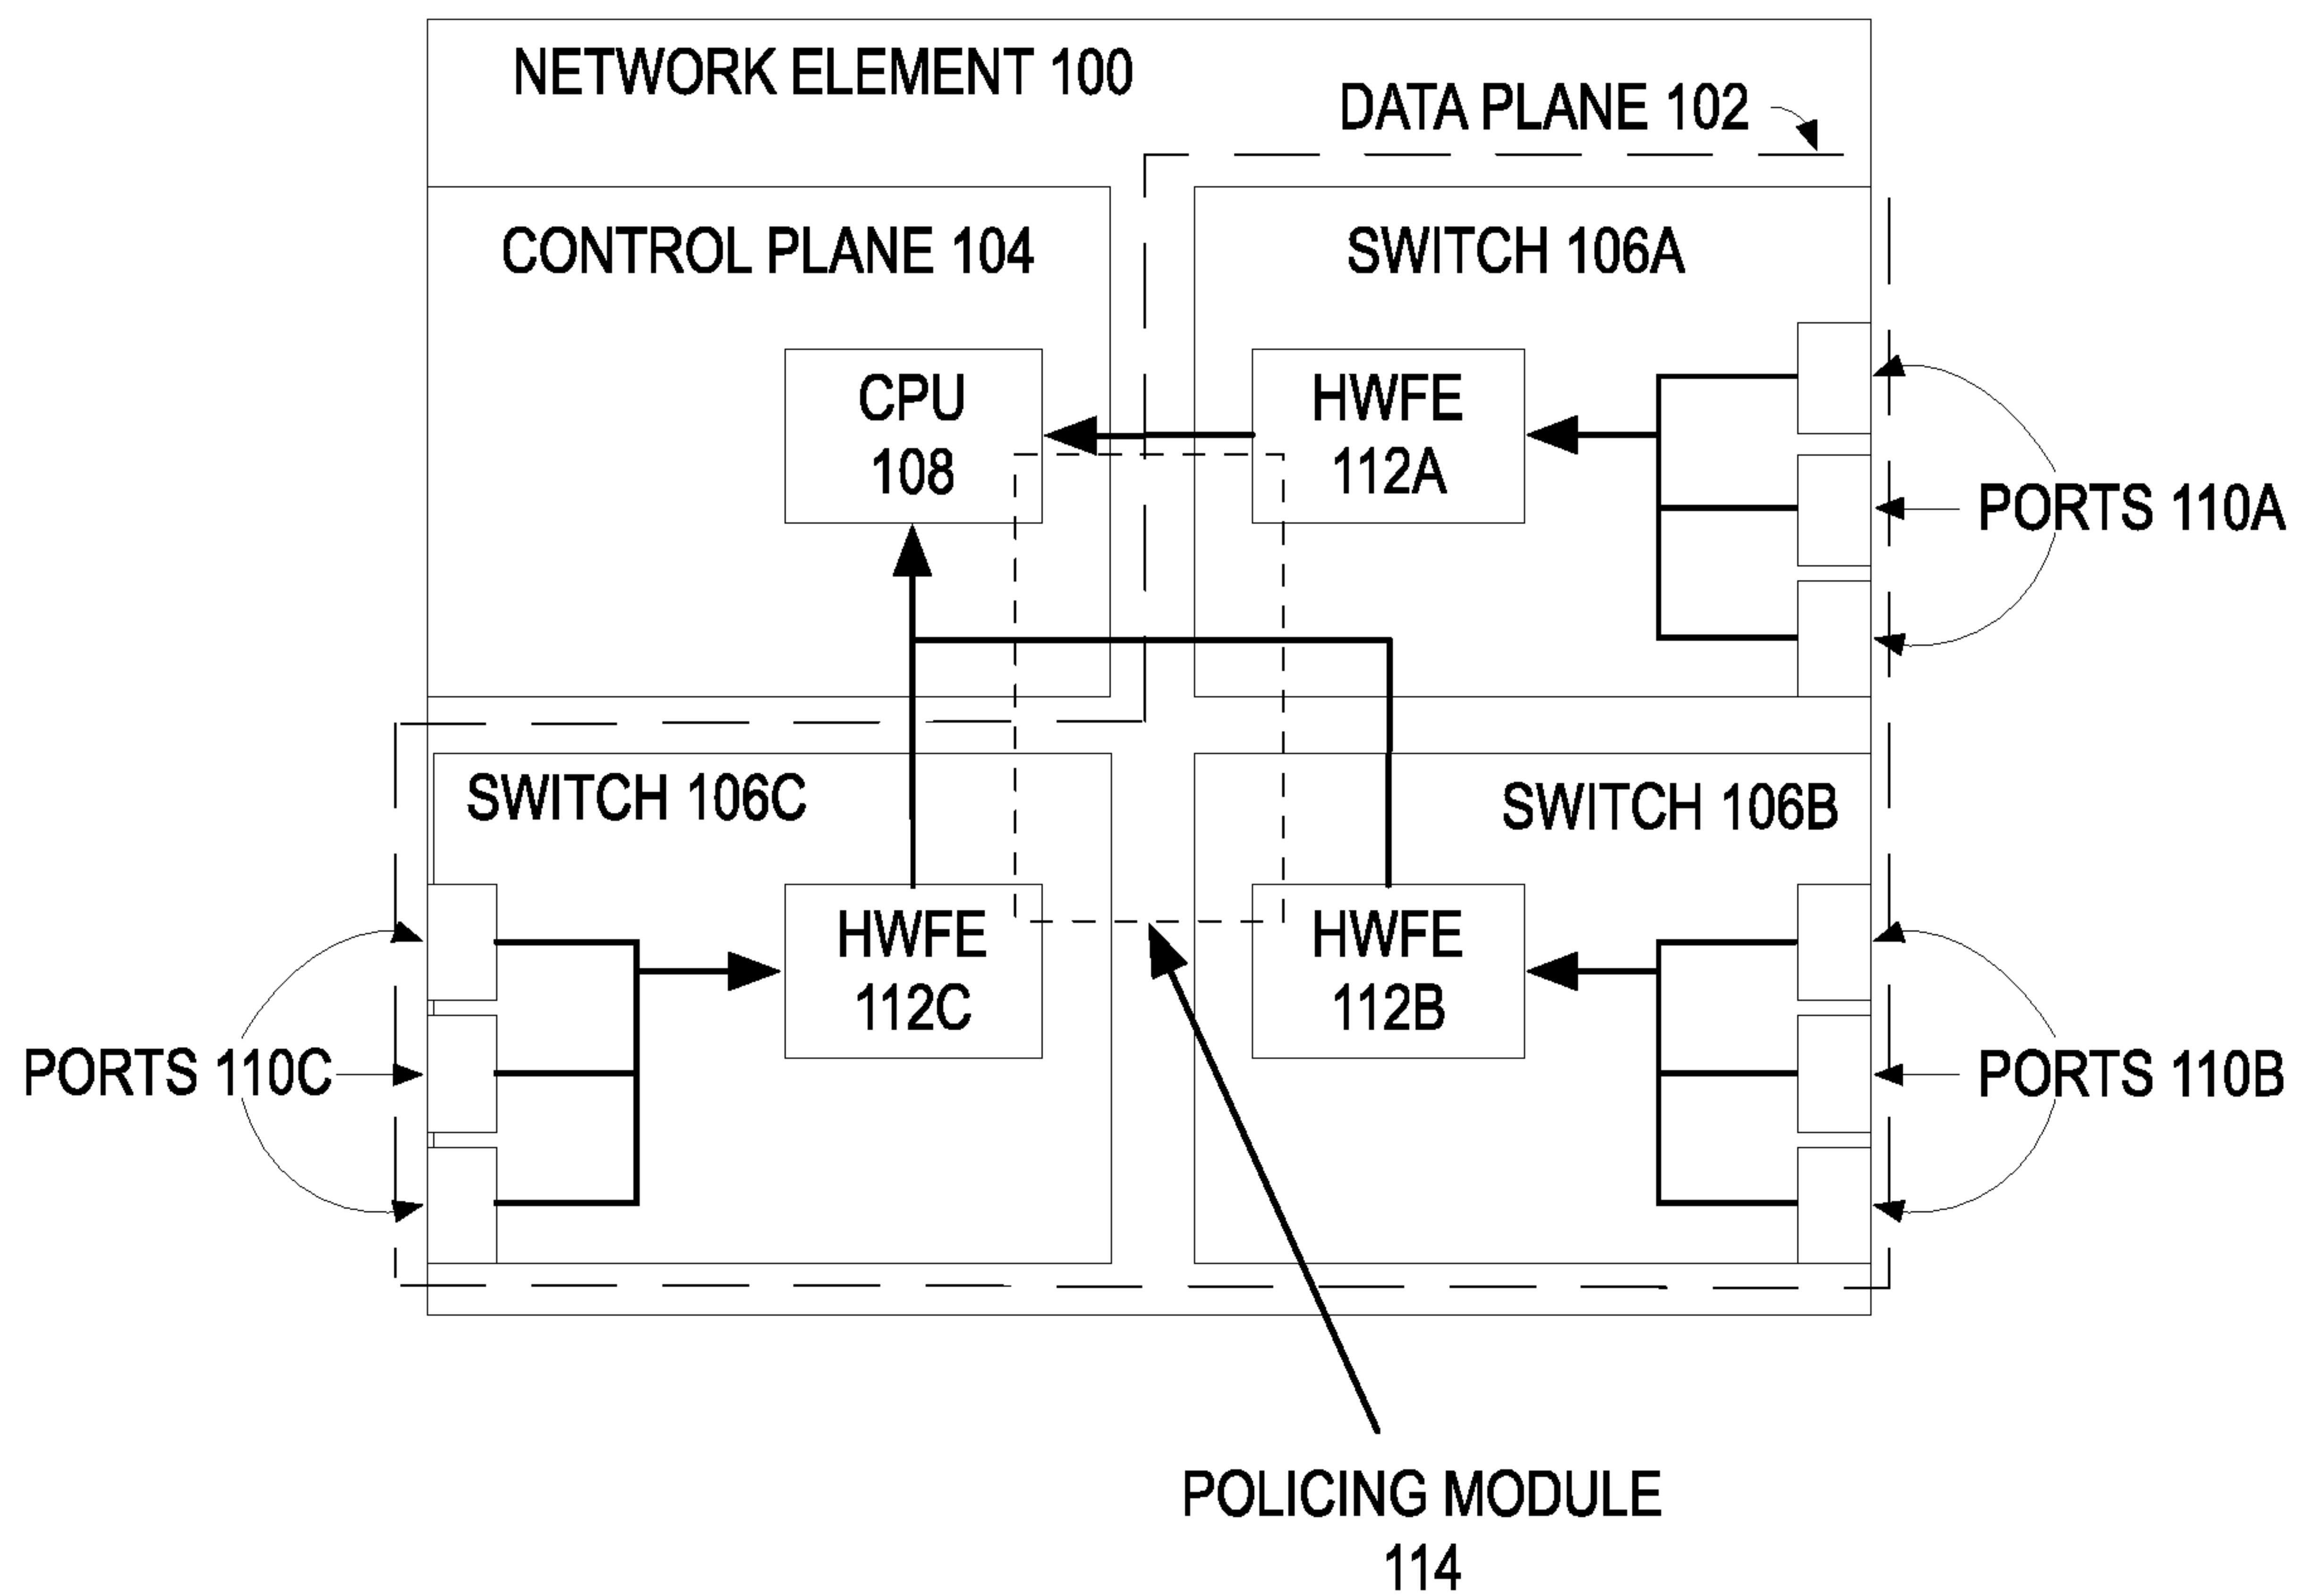 NETWORK ELEMENT 100
DATA PLANE 102
CONTROL PLANE 104
SWITCH 106A
CPU
108
HWFE
112A
PORTS 110A
SWITCH 106C
SWITCH 106B
HWFE
112C
HWFE
112B
PORTS 110C
PORTS 110B
POLICING MODULE
114